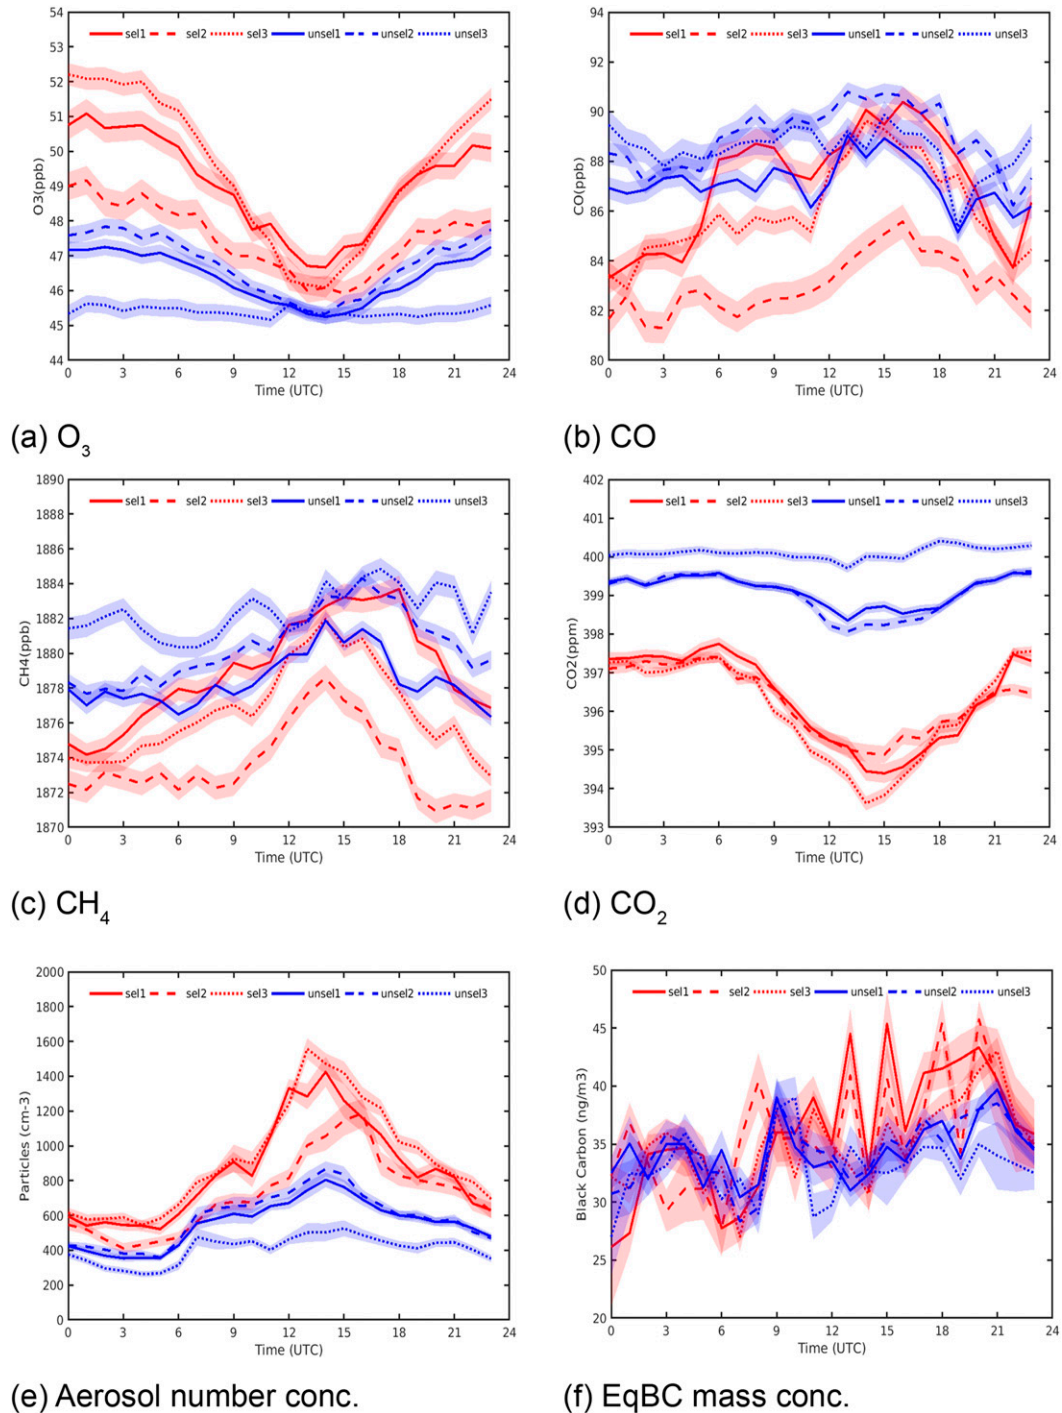 54
53
52
51
50
49
48
47
46
45
44
O3(ppb)
sel1 sel2 sel3 unsel1 unsel2 unsel3
0 3 6 9 12 15 18 21 24
Time (UTC)
(a) O₃
94
92
90
88
86
84
82
80
CO(ppb)
sel1 sel2 sel3 unsel1 unsel2 unsel3
0 3 6 9 12 15 18 21 24
Time (UTC)
(b) CO
1890
1888
1886
1884
1882
1880
1878
1876
1874
1872
1870
CH4(ppb)
sel1 sel2 sel3 unsel1 unsel2 unsel3
0 3 6 9 12 15 18 21 24
Time (UTC)
(c) CH₄
402
401
400
399
398
397
396
395
394
393
CO2(ppm)
sel1 sel2 sel3 unsel1 unsel2 unsel3
0 3 6 9 12 15 18 21 24
Time (UTC)
(d) CO₂
2000
1800
1600
1400
1200
1000
800
600
400
200
0
Particles (cm-3)
sel1 sel2 sel3 unsel1 unsel2 unsel3
0 3 6 9 12 15 18 21 24
Time (UTC)
(e) Aerosol number conc.
50
45
40
35
30
25
20
Black Carbon (ng/m3)
sel1 sel2 sel3 unsel1 unsel2 unsel3
0 3 6 9 12 15 18 21 24
Time (UTC)
(f) EqBC mass conc.